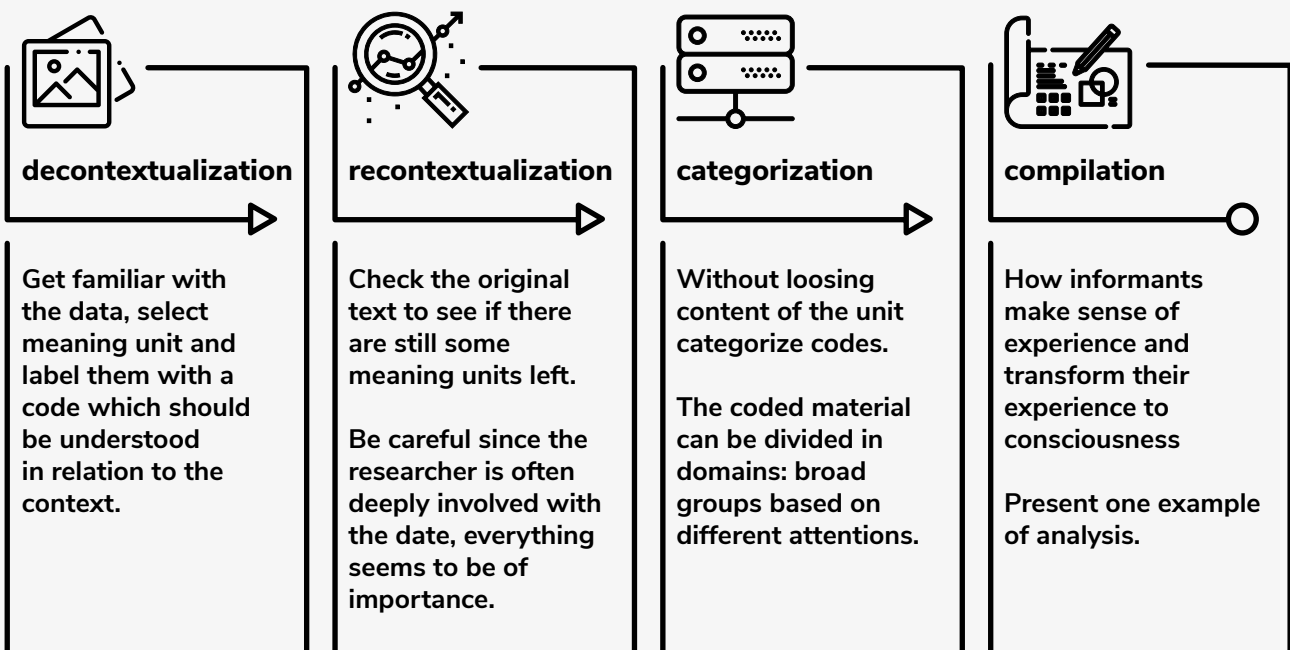 decontextualization
Get familiar with
the data, select
meaning unit and
label them with a
code which should
be understood
in relation to the
context.
recontextualization
Check the original
text to see if there
are still some
meaning units left.
Be careful since the
researcher is often
deeply involved with
the date, everything
seems to be of
importance.
categorization
Without loosing
content of the unit
categorize codes.
The coded material
can be divided in
domains: broad
groups based on
different attentions.
compilation
How informants
make sense of
experience and
transform their
experience to
consciousness
Present one example
of analysis.